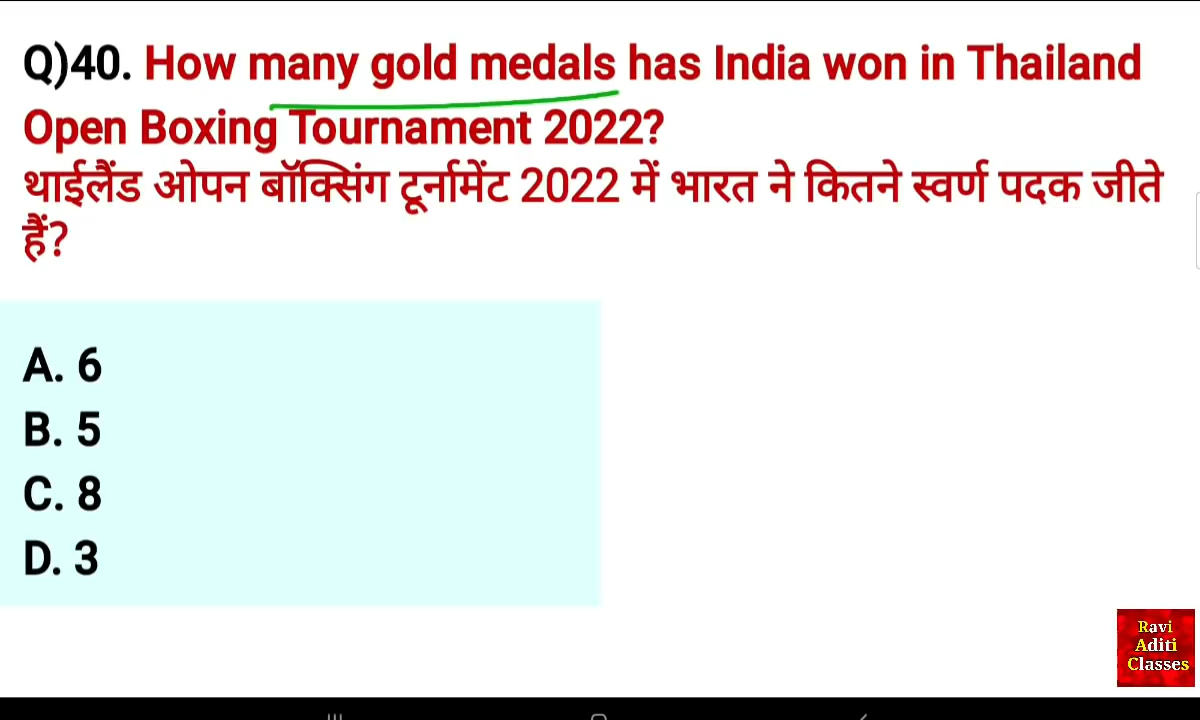 Q)40. How many gold medals has India won in Thailand
Open Boxing Tournament 2022?
थाईलैंड ओपन बॉक्सिंग टूर्नामेंट 2022 में भारत ने कितने स्वर्ण पदक जीते
हैं?
A. 6
B. 5
C. 8
D. 3
Ravi
Aditi
Classes